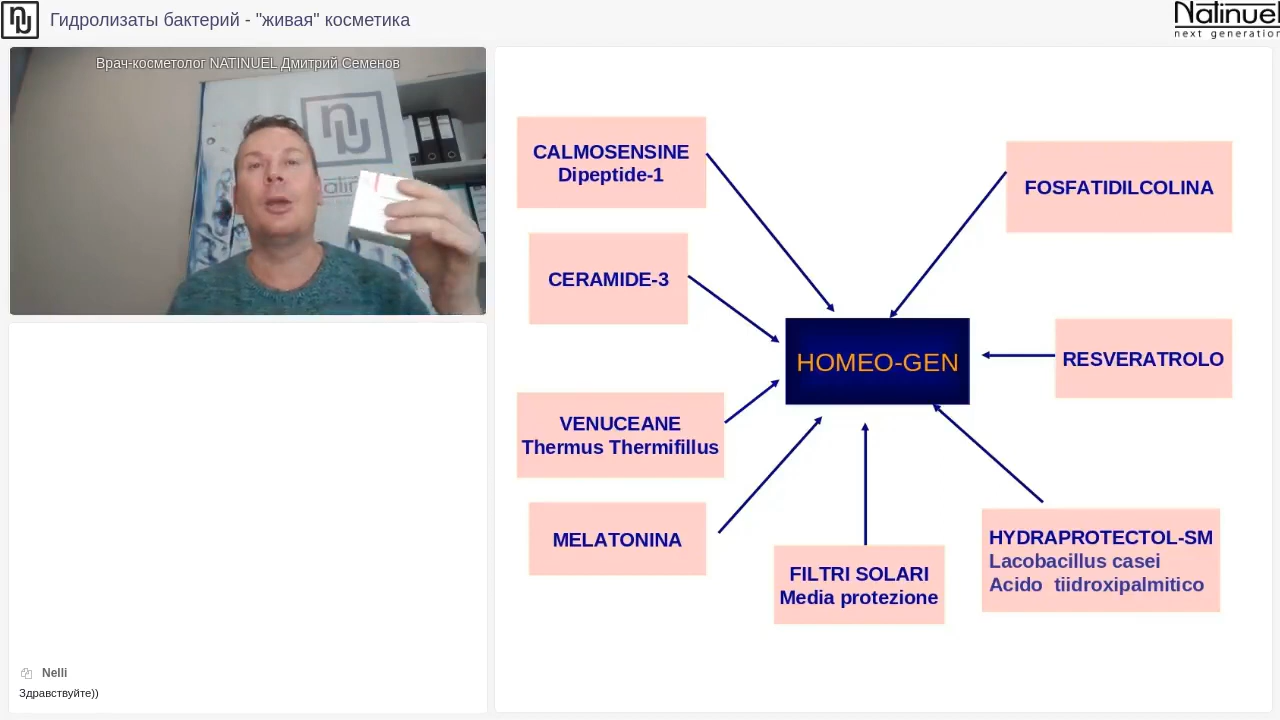 Гидролизаты бактерий - "живая" косметика
Natinuel
next generation
Врач-косметолог NATINUEL Дмитрий Семенов
CALMOSENSINE
Dipeptide-1
FOSFATIDILCOLINA
CERAMIDE-3
HOMEO-GEN
RESVERATROLO
VENUCEANE
Thermus Thermifillus
MELATONINA
FILTRI SOLARI
Media protezione
HYDRAPROTECTOL-SM
Lacobacillus casei
Acido tiidroxipalmitico
Nelli
Здравствуйте))